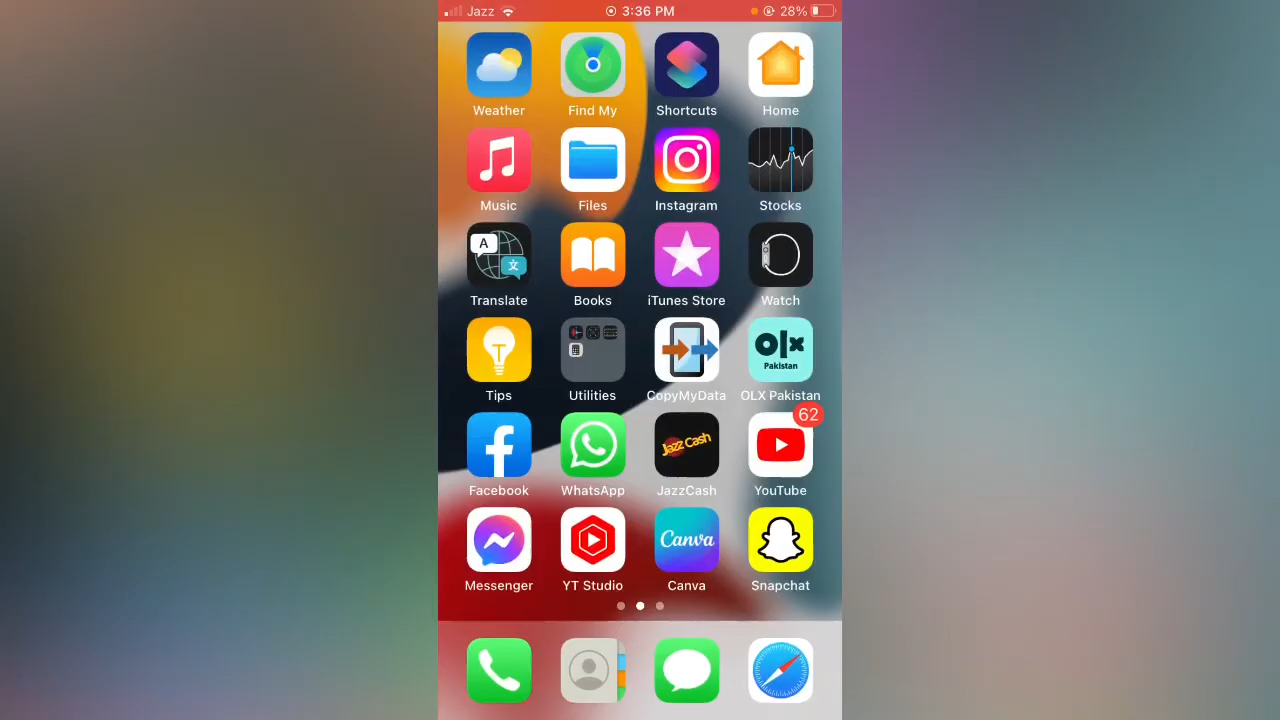 Jazz 3:36 PM 28%
Weather Find My Shortcuts Home
Music Files Instagram Stocks
A 文
Translate Books iTunes Store Watch
T
olx
Pakistan
Tips Utilities CopyMyData OLX Pakistan
62
Jazz Cash
Facebook WhatsApp JazzCash YouTube
Canva
Messenger YT Studio Canva Snapchat